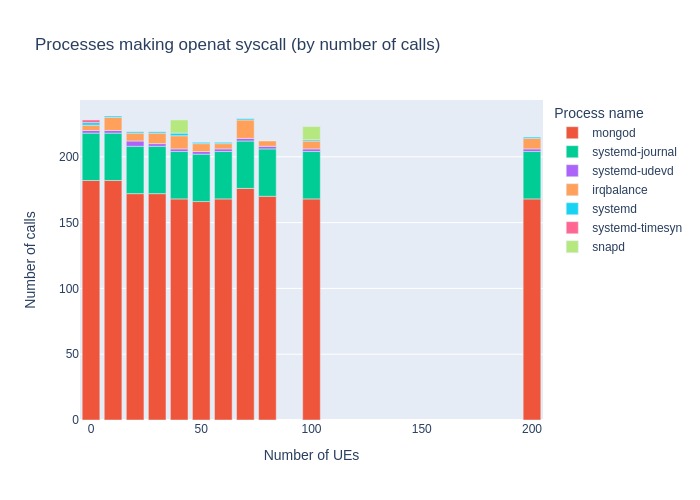 Processes making openat syscall (by number of calls)
Process name
mongod
systemd-journal
systemd-udevd
irqbalance
systemd
systemd-timesyn
snapd
Number of calls
200
150
100
50
0
0 50 100 150 200
Number of UEs